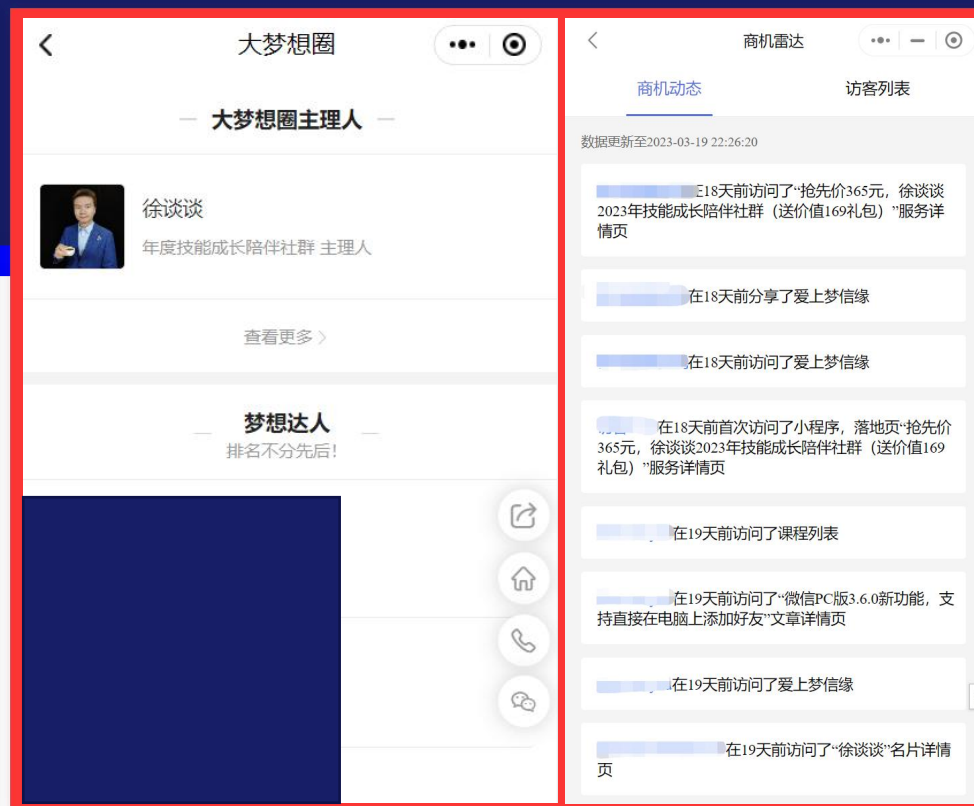 大梦想圈
大梦想圈主理人
徐谈谈
年度技能成长陪伴社群 主理人
查看更多
梦想达人
排名不分先后!
商机雷达
商机动态
访客列表
数据更新至2023-03-19 22:26:20
18天前访问了“抢先价365元，徐谈谈
2023年技能成长陪伴社群（送价值169礼包）”服务详
情页
在18天前分享了爱上梦信缘
在18天前访问了爱上梦信缘
在18天前首次访问了小程序，落地页“抢先价
365元，徐谈谈2023年技能成长陪伴社群（送价值169
礼包）”服务详情页
在19天前访问了课程列表
在19天前访问了“微信PC版3.6.0新功能，支
持直接在电脑上添加好友”文章详情页
在19天前访问了爱上梦信缘
在19天前访问了“徐谈谈”名片详情
页